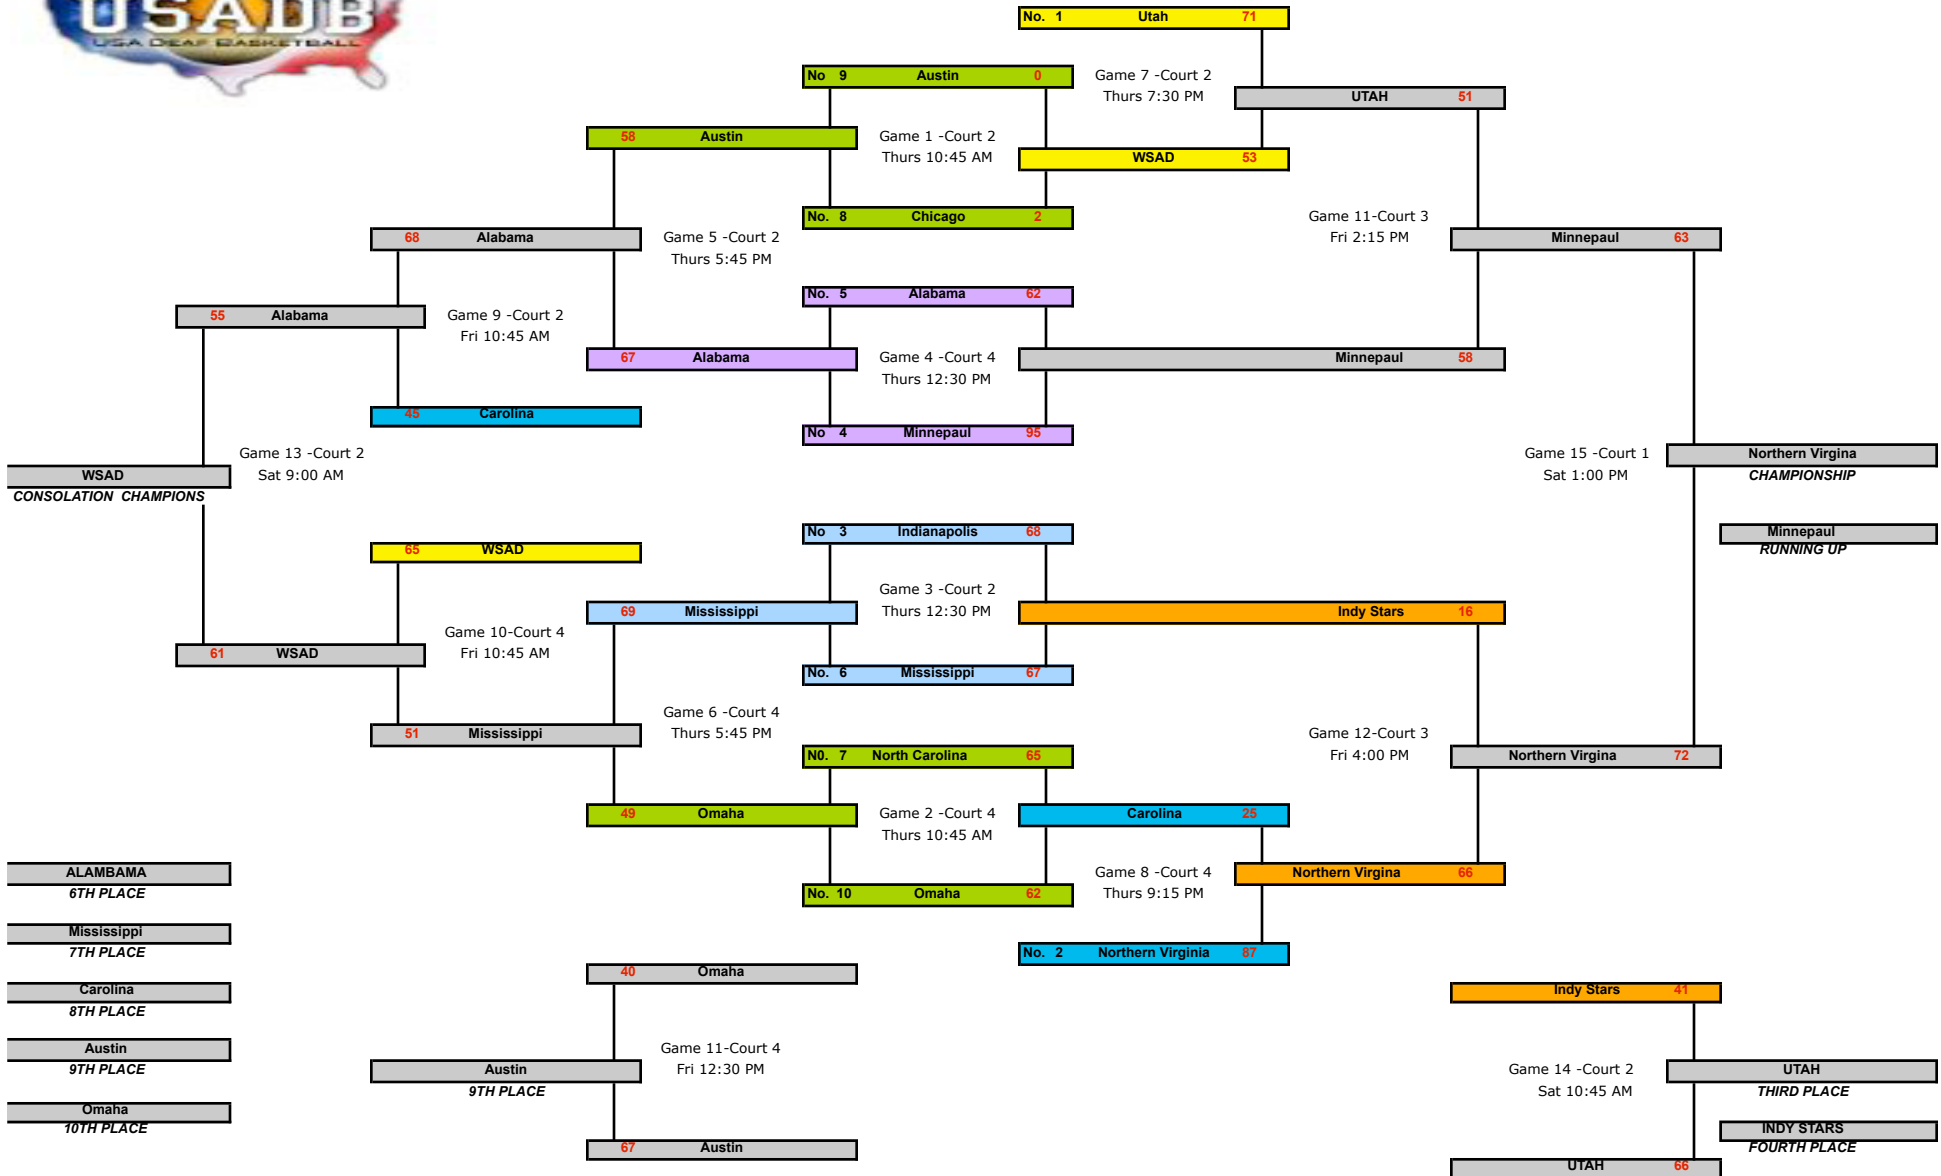 USADB
USA DEAF BASKETBALL
No. 1 Utah 71
No 9 Austin 0
Game 7 -Court 2
Thurs 7:30 PM
UTAH 51
58 Austin
Game 1 -Court 2
Thurs 10:45 AM
WSAD 53
No. 8 Chicago 2
68 Alabama
Game 5 -Court 2
Thurs 5:45 PM
Game 11-Court 3
Fri 2:15 PM
Minnepaul 63
No. 5 Alabama 62
55 Alabama
Game 9 -Court 2
Fri 10:45 AM
67 Alabama
Game 4 -Court 4
Thurs 12:30 PM
Minnepaul 58
45 Carolina
No 4 Minnepaul 95
Game 13 -Court 2
Sat 9:00 AM
WSAD
CONSOLATION CHAMPIONS
Game 15 -Court 1
Sat 1:00 PM
Northern Virgina
CHAMPIONSHIP
No 3 Indianapolis 68
Minnepaul
RUNNING UP
65 WSAD
Game 3 -Court 2
Thurs 12:30 PM
69 Mississippi
Indy Stars 16
Game 10-Court 4
Fri 10:45 AM
61 WSAD
No. 6 Mississippi 67
51 Mississippi
Game 6 -Court 4
Thurs 5:45 PM
Game 12-Court 3
Fri 4:00 PM
Northern Virgina 72
N0. 7 North Carolina 65
49 Omaha
Game 2 -Court 4
Thurs 10:45 AM
Carolina 25
ALAMBAMA
6TH PLACE
Game 8 -Court 4
Thurs 9:15 PM
Northern Virgina 66
No. 10 Omaha 62
Mississippi
7TH PLACE
No. 2 Northern Virginia 87
40 Omaha
Carolina
8TH PLACE
Indy Stars 41
Austin
9TH PLACE
Game 11-Court 4
Fri 12:30 PM
Austin
9TH PLACE
Game 14 -Court 2
Sat 10:45 AM
UTAH
THIRD PLACE
Omaha
10TH PLACE
INDY STARS
FOURTH PLACE
67 Austin
UTAH 66